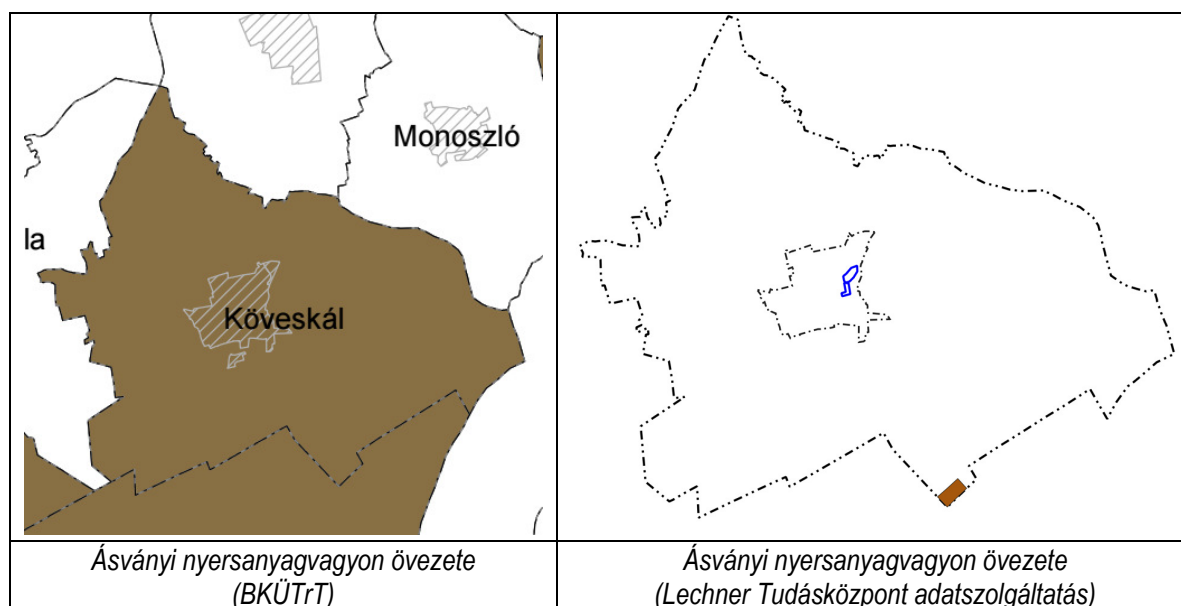 Monoszló
la
Köveskál
Ásványi nyersanyagvagyon övezete
(BKÜTrT)
Ásványi nyersanyagvagyon övezete
(Lechner Tudásközpont adatszolgáltatás)